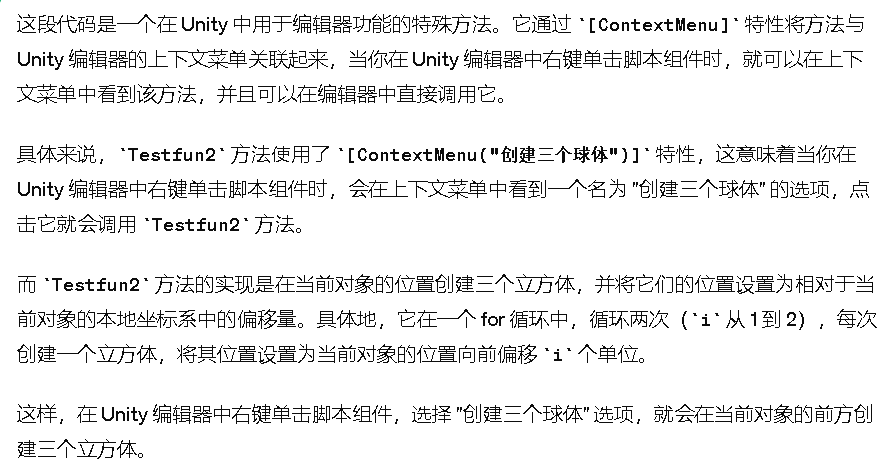 这段代码是一个在 Unity 中用于编辑器功能的特殊方法。它通过 `[ContextMenu]` 特性将方法与
Unity 编辑器的上下文菜单关联起来，当你在 Unity 编辑器中右键单击脚本组件时，就可以在上下
文菜单中看到该方法，并且可以在编辑器中直接调用它。
具体来说，`Testfun2` 方法使用了 `[ContextMenu("创建三个球体")]` 特性，这意味着当你在
Unity 编辑器中右键单击脚本组件时，会在上下文菜单中看到一个名为 "创建三个球体" 的选项，点
击它就会调用 `Testfun2` 方法。
而 `Testfun2` 方法的实现是在当前对象的位置创建三个立方体，并将它们的位置设置为相对于当
前对象的本地坐标系中的偏移量。具体地，它在一个 for 循环中，循环两次（`i` 从 1 到 2），每次
创建一个立方体，将其位置设置为当前对象的位置向前偏移 `i` 个单位。
这样，在 Unity 编辑器中右键单击脚本组件，选择 "创建三个球体" 选项，就会在当前对象的前方创
建三个立方体。